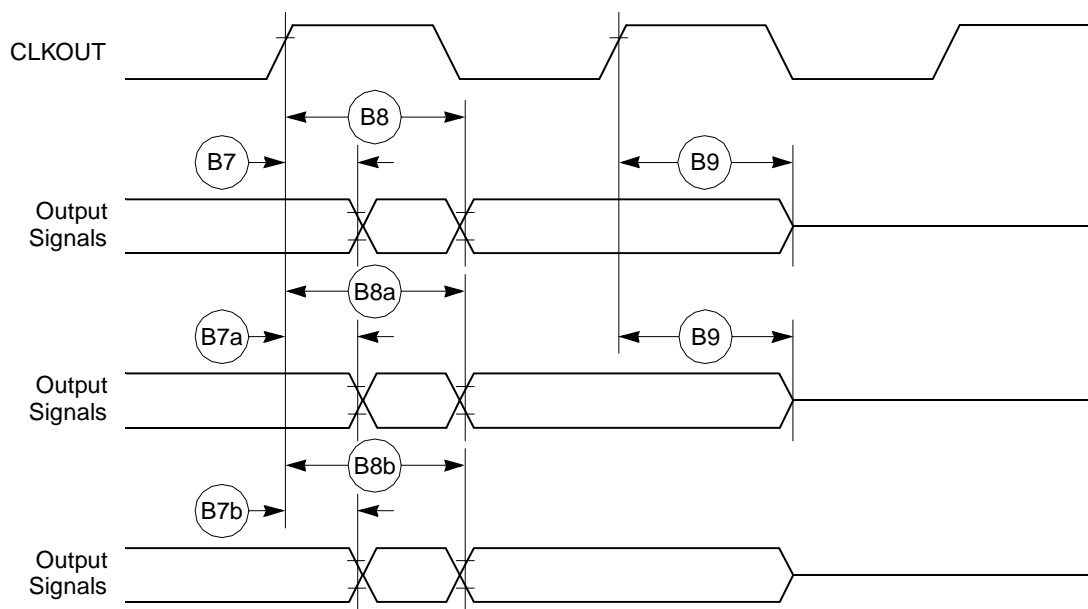 CLKOUT
B8
B7
B9
Output
Signals
B8a
B7a
B9
Output
Signals
B8b
B7b
Output
Signals